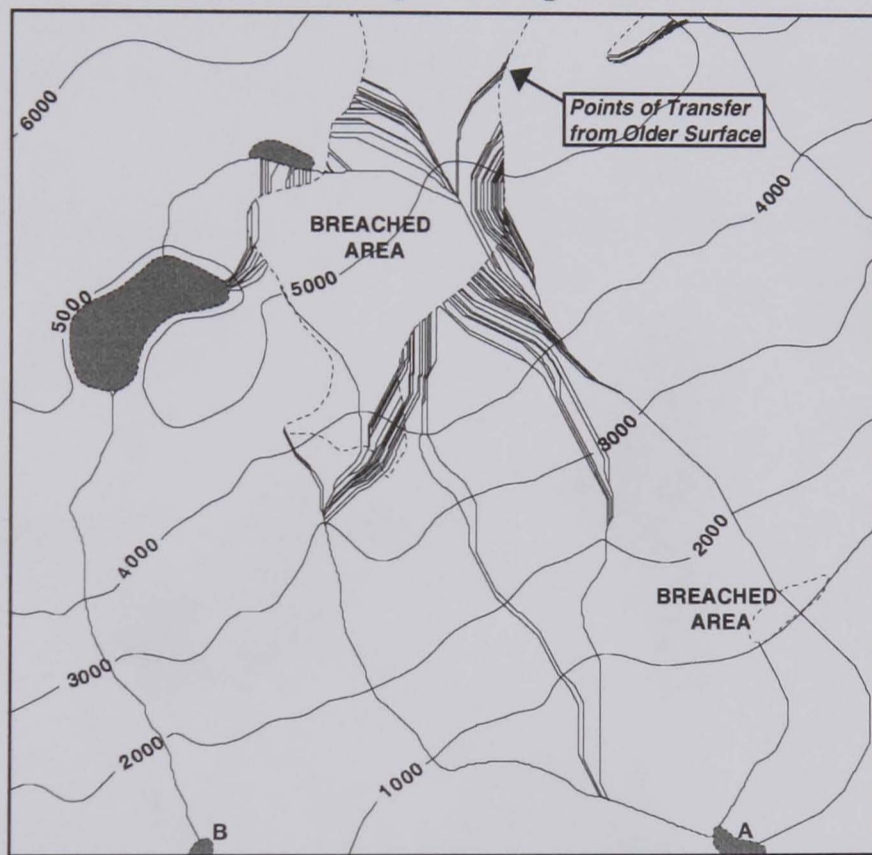 6000
Points of Transfer
from Older Surface
4000
BREACHED
AREA
5000
5000
3000
2000
4000
BREACHED
AREA
3000
2000
1000
B
A